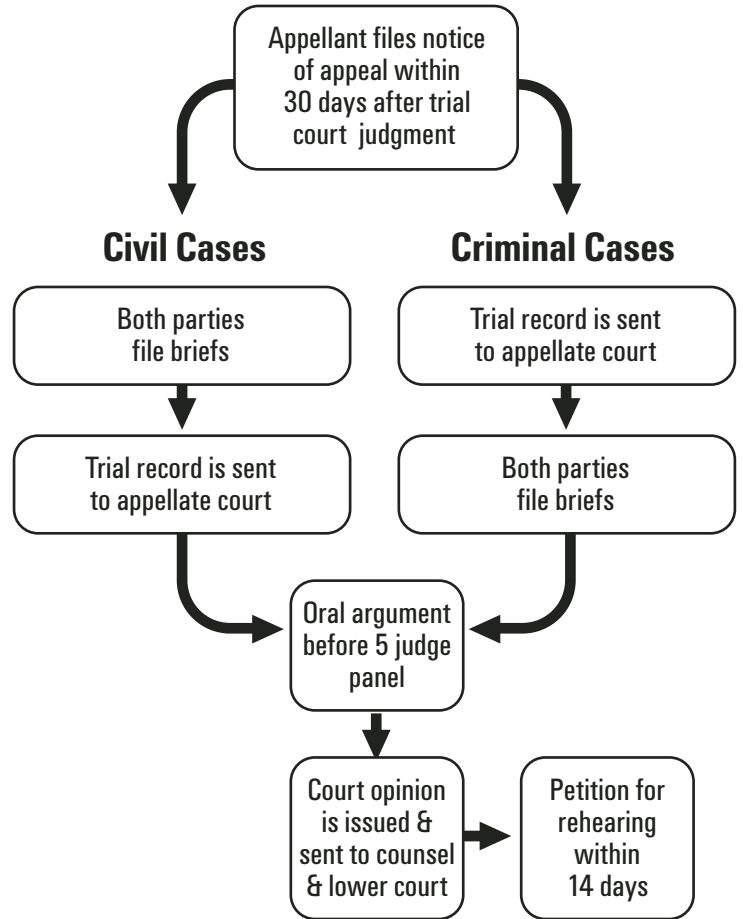 Appellant files notice
of appeal within
30 days after trial
court judgment
Civil Cases
Both parties
file briefs
Trial record is sent
to appellate court
Criminal Cases
Trial record is sent
to appellate court
Both parties
file briefs
Oral argument
before 5 judge
panel
Court opinion
is issued &
sent to counsel
& lower court
Petition for
rehearing
within
14 days